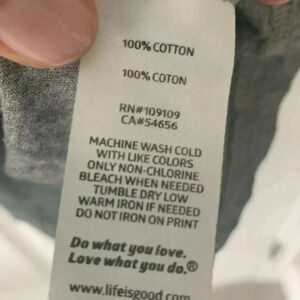 100% COTTON
100% COTON
RN#109109
CA#54656
MACHINE WASH COLD
WITH LIKE COLORS
ONLY NON-CHLORINE
BLEACH WHEN NEEDED
TUMBLE DRY LOW
WARM IRON IF NEEDED
DO NOT IRON ON PRINT
Do what you love.
Love what you do.®
www.lifeisgood.com